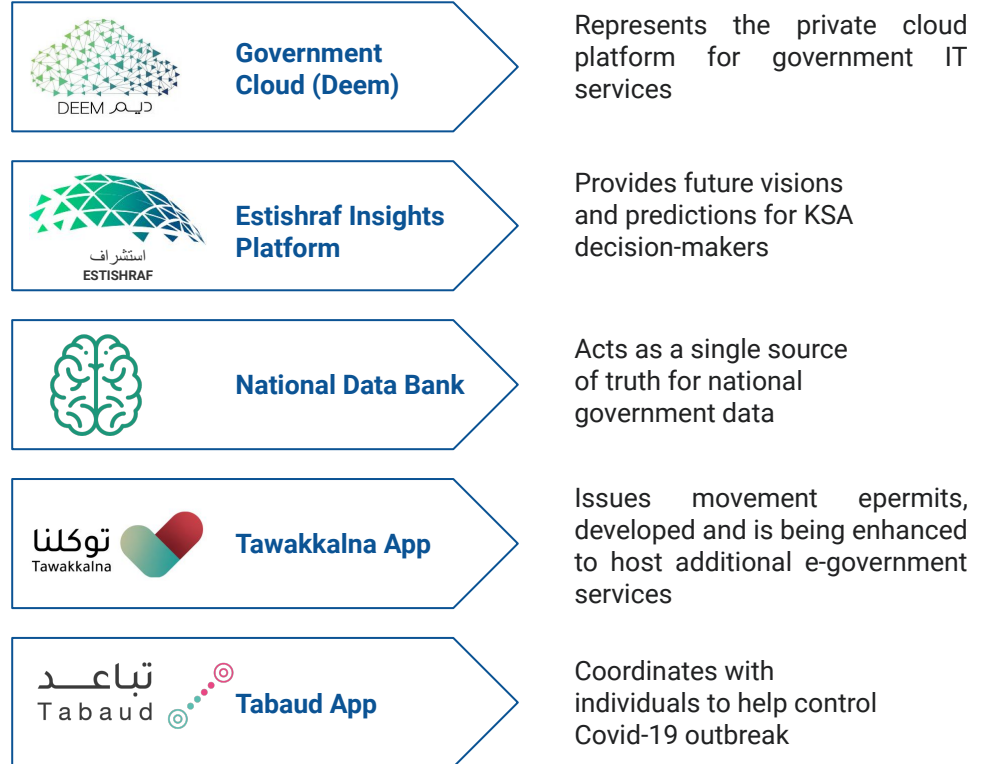 DEEM ديم
Government
Cloud (Deem)
Represents the private cloud
platform for government IT
services
استشراف
ESTISHRAF
Estishraf Insights
Platform
Provides future visions
and predictions for KSA
decision-makers
National Data Bank
Acts as a single source
of truth for national
government data
توكلنا
Tawakkalna
Tawakkalna App
Issues movement epermits,
developed and is being enhanced
to host additional e-government
services
تباعـــد
Tabaud
Tabaud App
Coordinates with
individuals to help control
Covid-19 outbreak